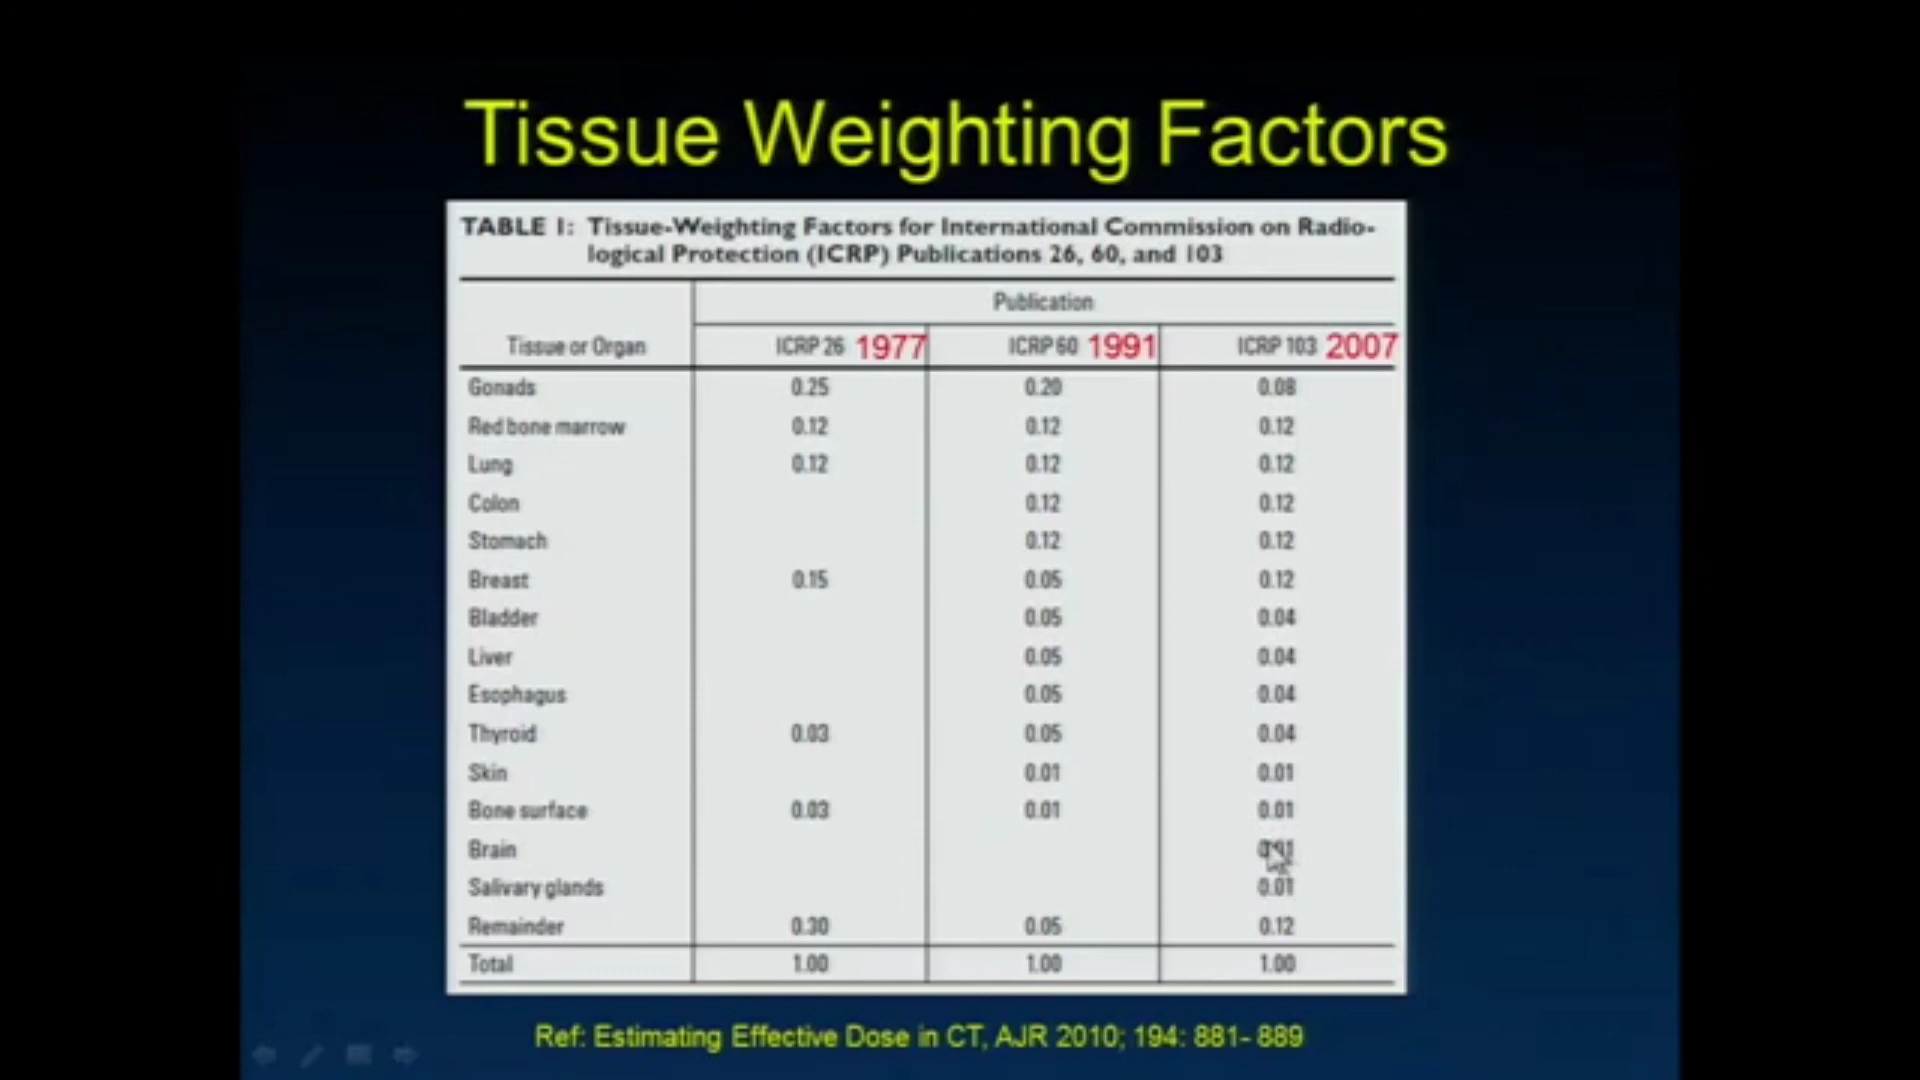 Tissue Weighting Factors
TABLE 1: Tissue-Weighting Factors for International Commission on Radio-
logical Protection (ICRP) Publications 26, 60, and 103
Publication
Tissue or Organ ICRP 26 1977 ICRP 60 1991 ICRP 103 2007
Gonads 0.25 0.20 0.08
Red bone marrow 0.12 0.12 0.12
Lung 0.12 0.12 0.12
Colon 0.12 0.12
Stomach 0.12 0.12
Breast 0.15 0.05 0.12
Bladder 0.05 0.04
Liver 0.05 0.04
Esophagus 0.05 0.04
Thyroid 0.03 0.05 0.04
Skin 0.01 0.01
Bone surface 0.03 0.01 0.01
Brain 0.01
Salivary glands 0.01
Remainder 0.30 0.05 0.12
Total 1.00 1.00 1.00
Ref: Estimating Effective Dose in CT, AJR 2010; 194: 881- 889